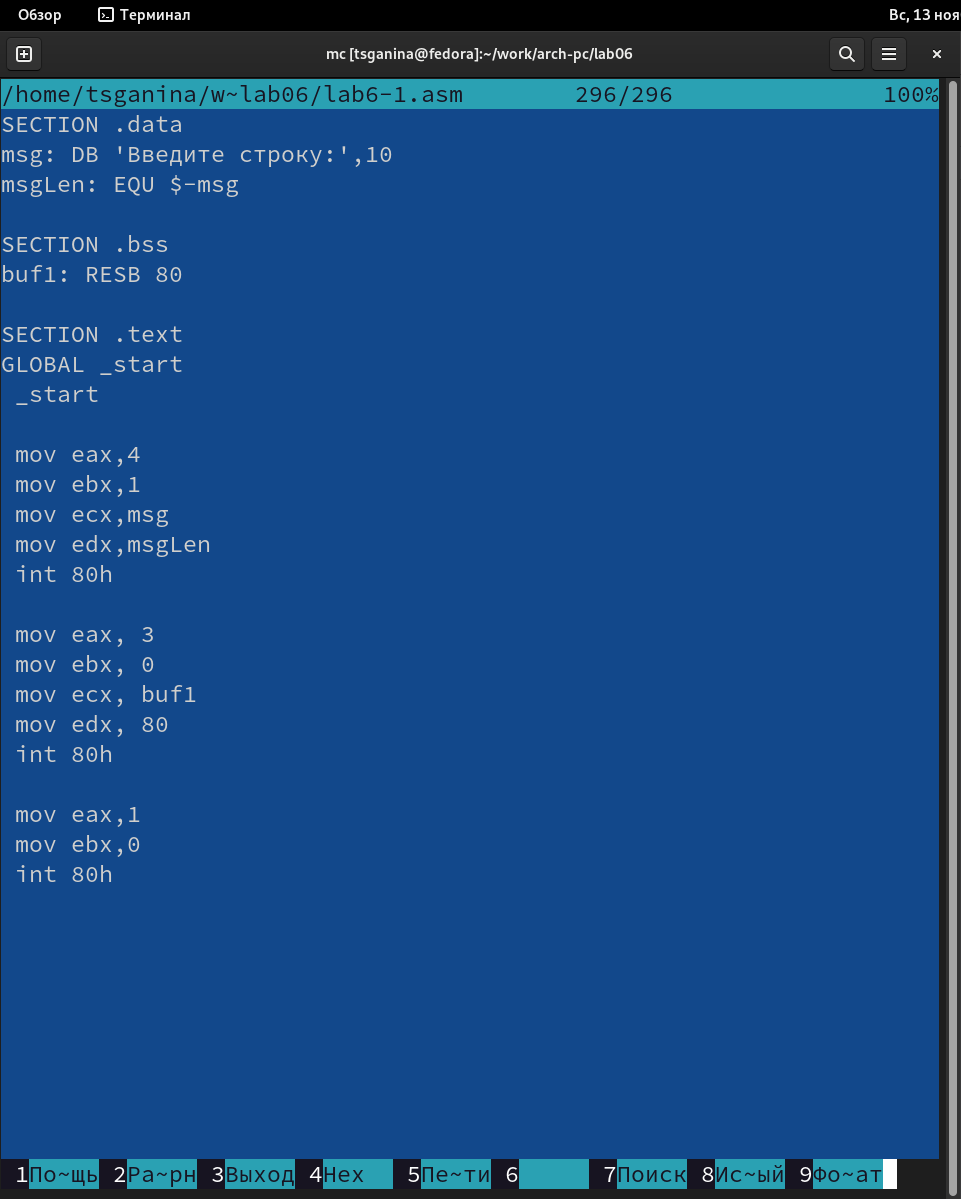 Обзор Терминал Вс, 13 ноя
mc [tsganina@fedora]:~/work/arch-pc/lab06
/home/tsganina/w~lab06/lab6-1.asm 296/296 100%
SECTION .data
msg: DB 'Введите строку:',10
msgLen: EQU $-msg
SECTION .bss
buf1: RESB 80
SECTION .text
GLOBAL _start
_start
mov eax,4
mov ebx,1
mov ecx,msg
mov edx,msgLen
int 80h
mov eax, 3
mov ebx, 0
mov ecx, buf1
mov edx, 80
int 80h
mov eax,1
mov ebx,0
int 80h
1По~щь 2Ра~рн 3Выход 4Hex 5Пе~ти 6 7Поиск 8Ис~ый 9Фо~ат